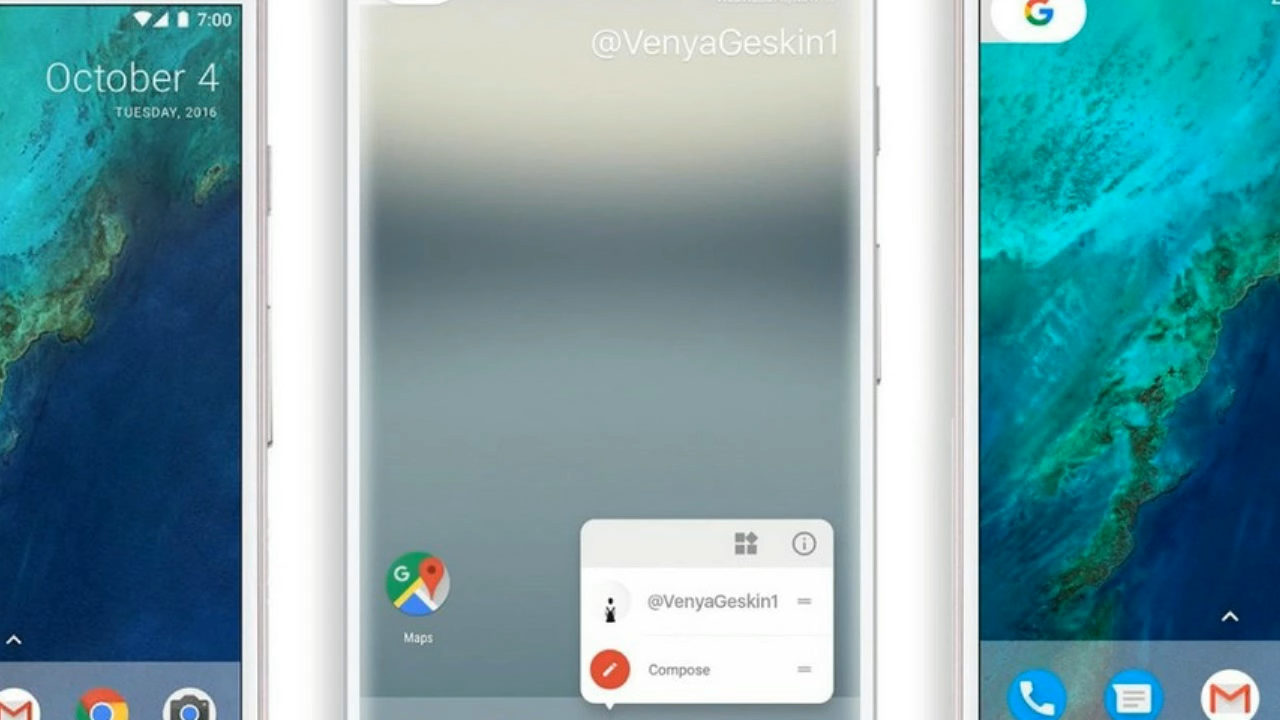 7:00
October 4
TUESDAY, 2016
@VenyaGeskin1
Maps
@VenyaGeskin1
Compose